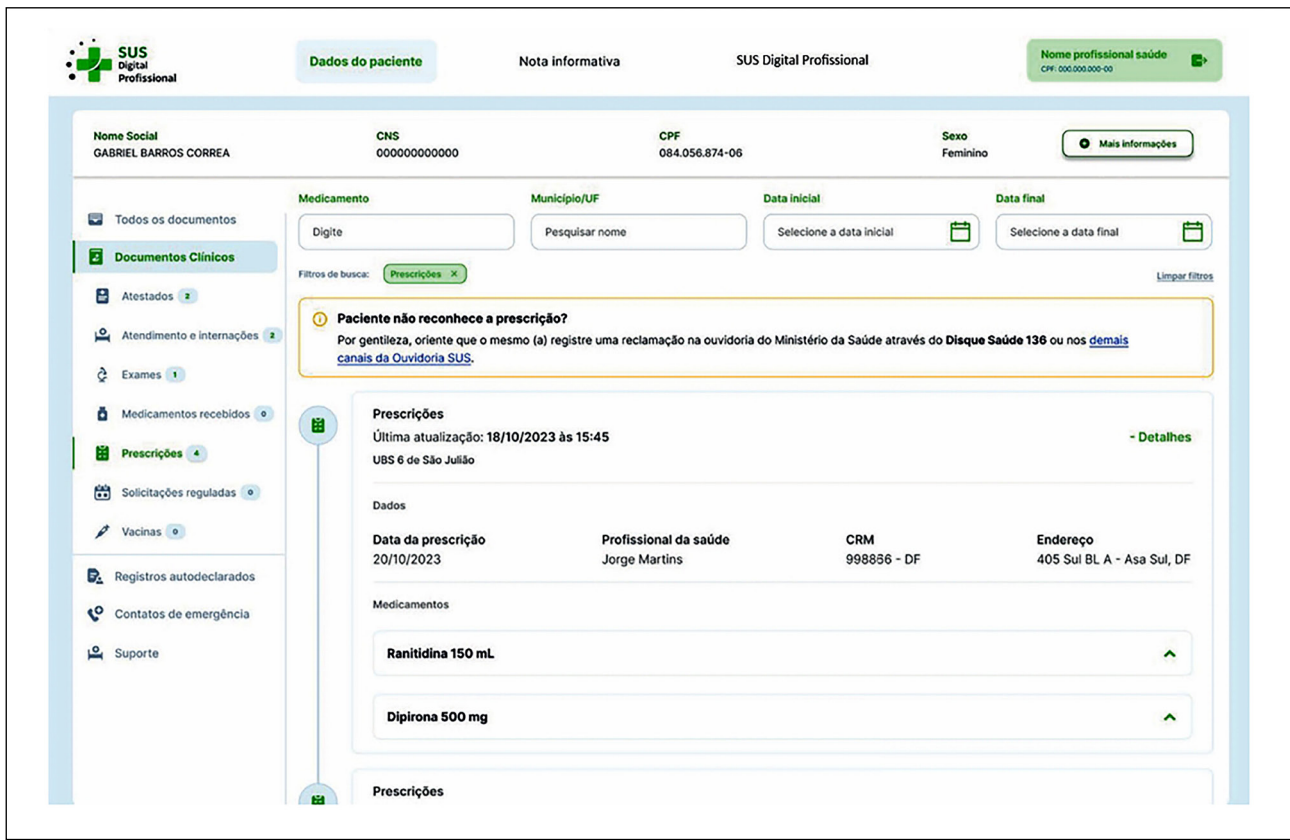 SUS
Digital
Profissional
Dados do paciente
Nota informativa
SUS Digital Profissional
Nome profissional saúde
CPF: 000.000.000-00
Nome Social
GABRIEL BARROS CORREA
CNS
000000000000
CPF
084.056.874-06
Sexo
Feminino
Mais informações
Todos os documentos
Documentos Clínicos
Atestados 2
Atendimento e internações 2
Exames 1
Medicamentos recebidos 0
Prescrições 4
Solicitações reguladas 0
Vacinas 0
Registros autodeclarados
Contatos de emergência
Suporte
Medicamento
Digite
Município/UF
Pesquisar nome
Data inicial
Selecione a data inicial
Data final
Selecione a data final
Filtros de busca: Prescrições ×
Limpar filtros
Paciente não reconhece a prescrição?
Por gentileza, oriente que o mesmo (a) registre uma reclamação na ouvidoria do Ministério da Saúde através do Disque Saúde 136 ou nos demais
canais da Ouvidoria SUS.
Prescrições
Última atualização: 18/10/2023 às 15:45
- Detalhes
UBS 6 de São Julião
Dados
Data da prescrição
20/10/2023
Profissional da saúde
Jorge Martins
CRM
998866 - DF
Endereço
405 Sul BL A - Asa Sul, DF
Medicamentos
Ranitidina 150 mL
Dipirona 500 mg
Prescrições